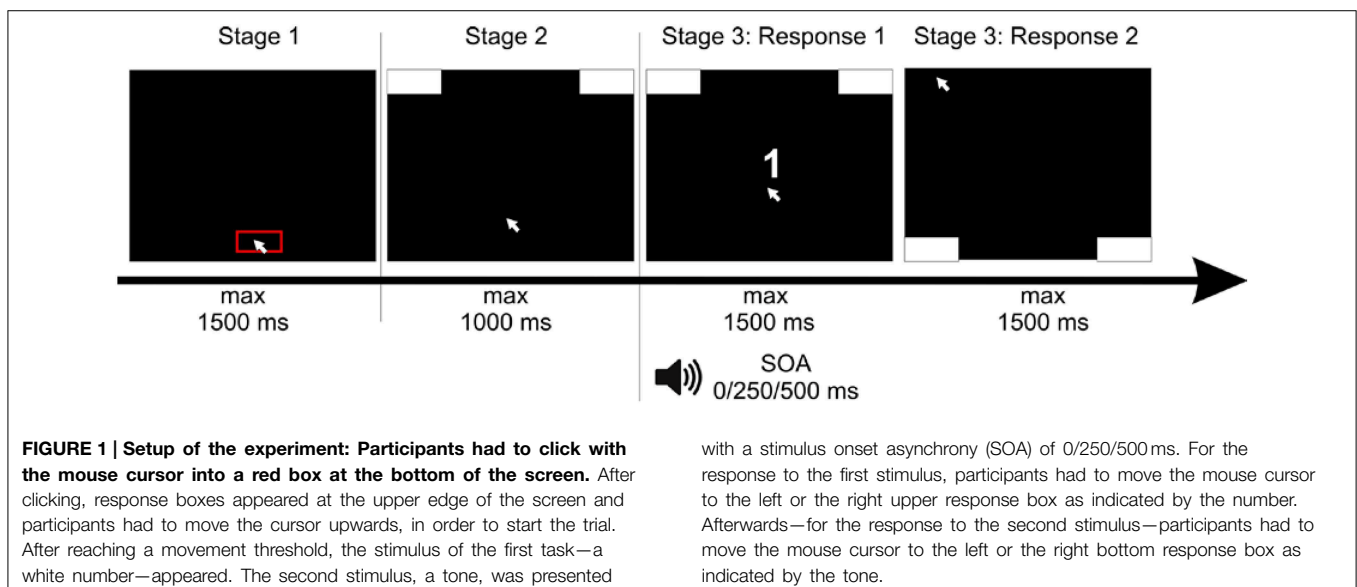 Stage 1
Stage 2
Stage 3: Response 1
Stage 3: Response 2
1
max
1500 ms
max
1000 ms
max
1500 ms
max
1500 ms
SOA
0/250/500 ms
FIGURE 1 | Setup of the experiment: Participants had to click with
the mouse cursor into a red box at the bottom of the screen. After
clicking, response boxes appeared at the upper edge of the screen and
participants had to move the cursor upwards, in order to start the trial.
After reaching a movement threshold, the stimulus of the first task—a
white number—appeared. The second stimulus, a tone, was presented
with a stimulus onset asynchrony (SOA) of 0/250/500 ms. For the
response to the first stimulus, participants had to move the mouse cursor
to the left or the right upper response box as indicated by the number.
Afterwards—for the response to the second stimulus—participants had to
move the mouse cursor to the left or the right bottom response box as
indicated by the tone.